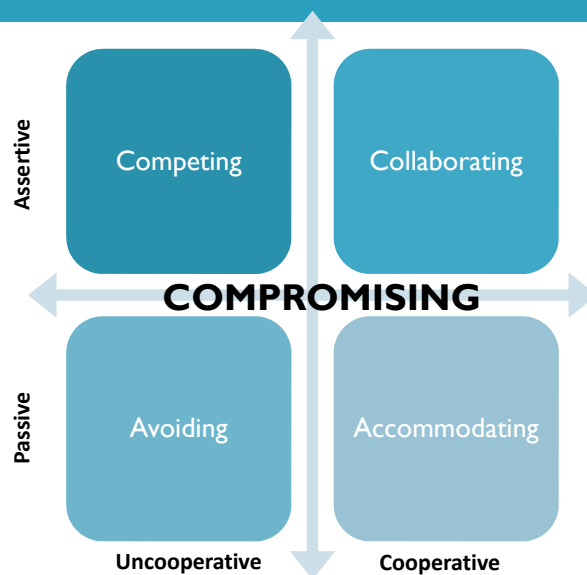 Assertive
Competing
Collaborating
COMPROMISING
Passive
Avoiding
Accommodating
Uncooperative
Cooperative